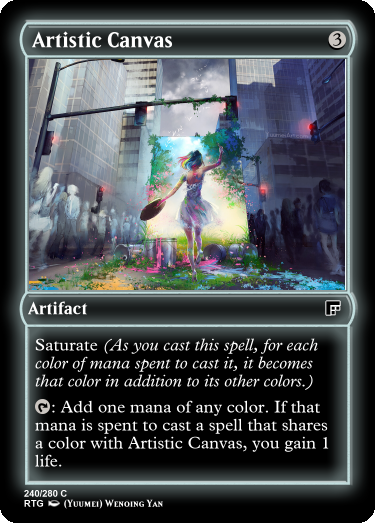 Artistic Canvas 3
Artifact
Saturate (As you cast this spell, for each
color of mana spent to cast it, it becomes
that color in addition to its other colors.)
: Add one mana of any color. If that
mana is spent to cast a spell that shares
a color with Artistic Canvas, you gain 1
life.
240/280 C
RTG (Yuumei) Wenqing Yan